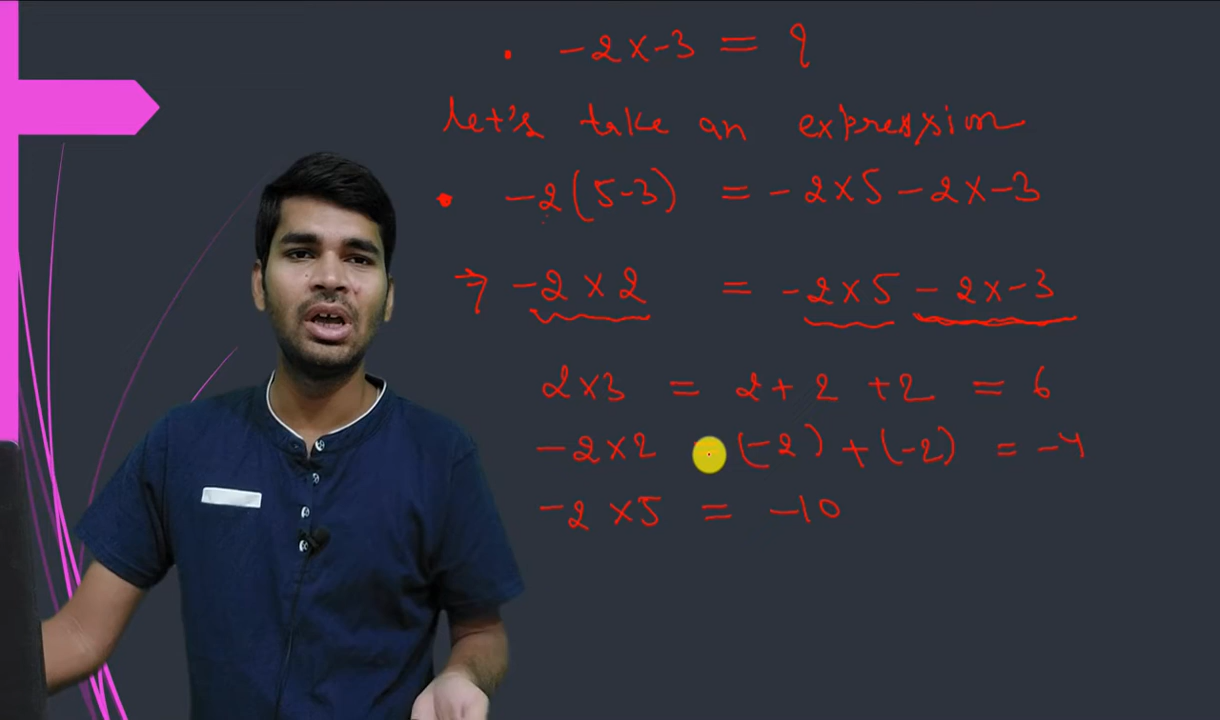 . -2x-3 = ?
Let's take an expression
• -2(5-3) = -2x5-2x-3
⇒ -2x2 = -2x5-2x-3
2x3 = 2+2+2 = 6
-2x2 = (-2)+(-2) = -4
-2x5 = -10